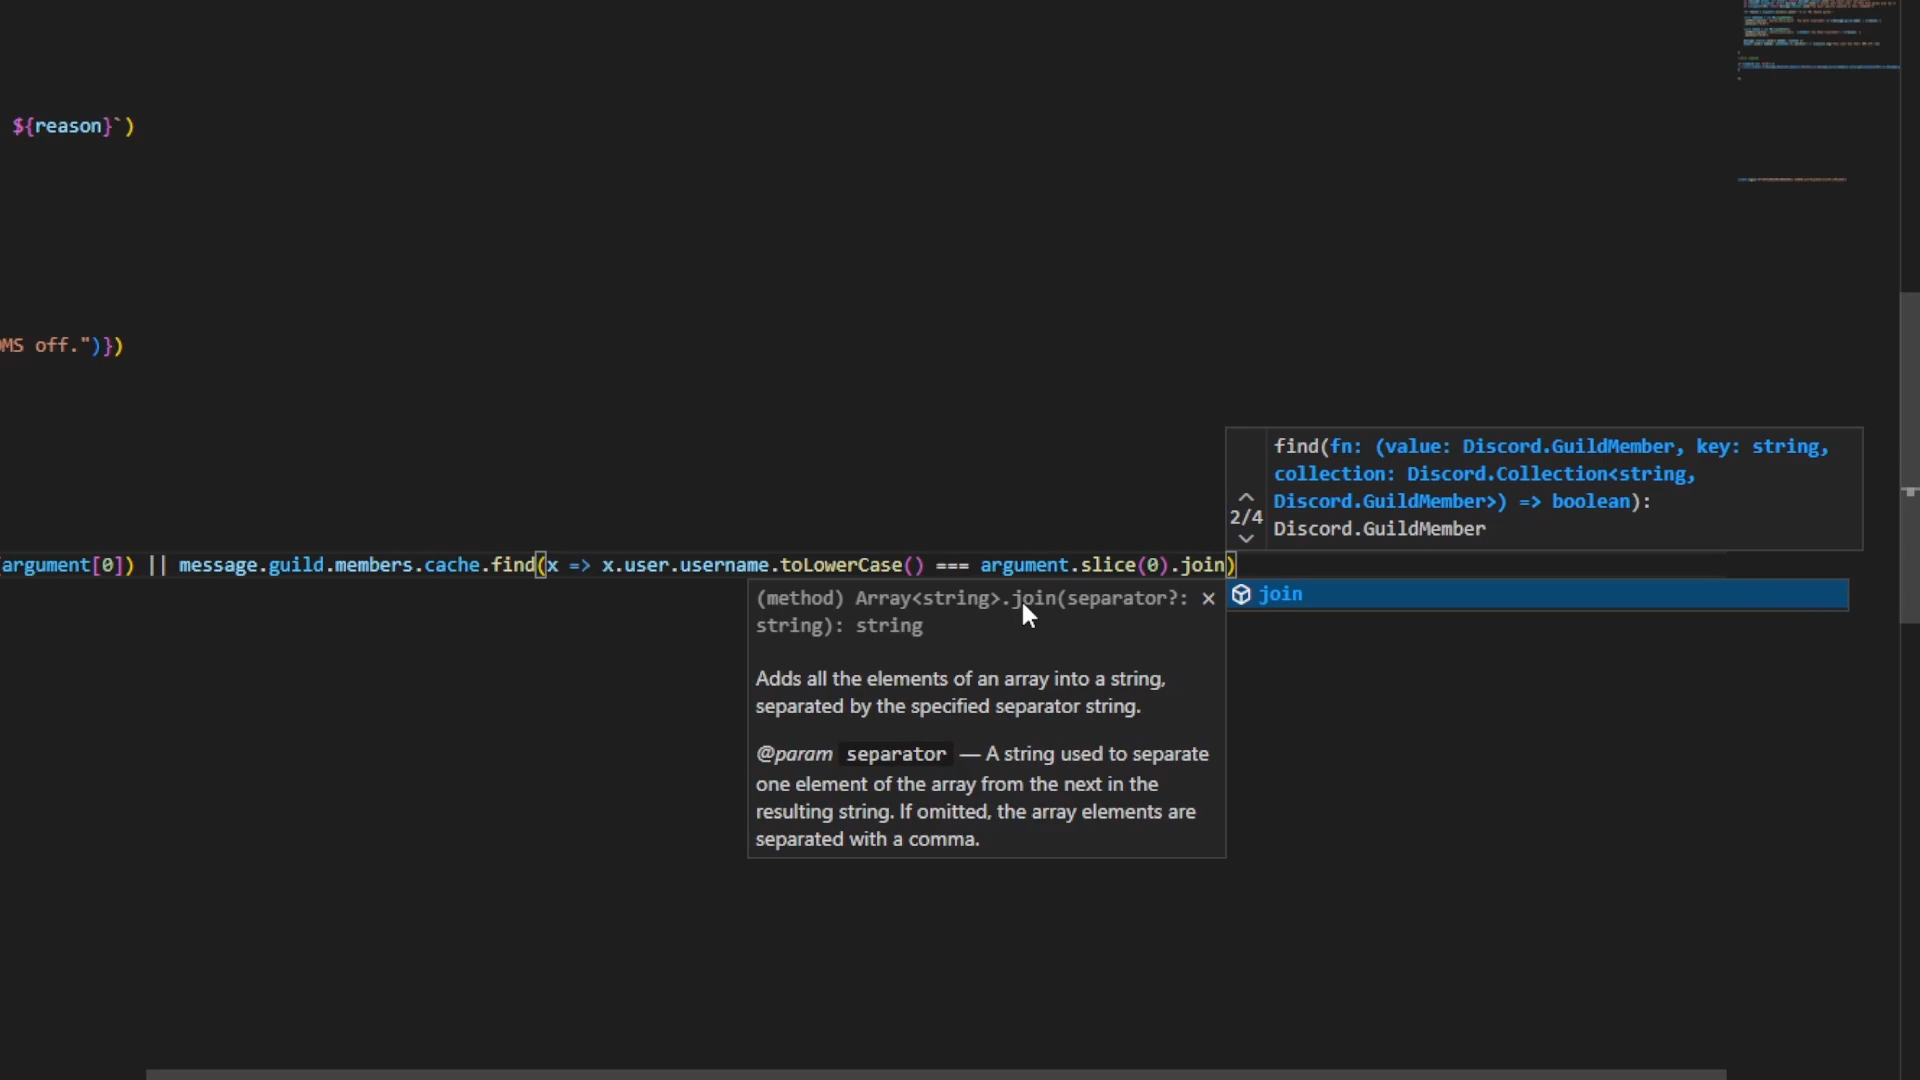 ${reason}`)
MS off.")})
find(fn: (value: Discord.GuildMember, key: string,
collection: Discord.Collection<string,
Discord.GuildMember>) => boolean):
Discord.GuildMember
2/4
(argument[0]) || message.guild.members.cache.find(x => x.user.username.toLowerCase() === argument.slice(0).join)
join
(method) Array<string>.join(separator?:
string): string
Adds all the elements of an array into a string,
separated by the specified separator string.
@param separator — A string used to separate
one element of the array from the next in the
resulting string. If omitted, the array elements are
separated with a comma.